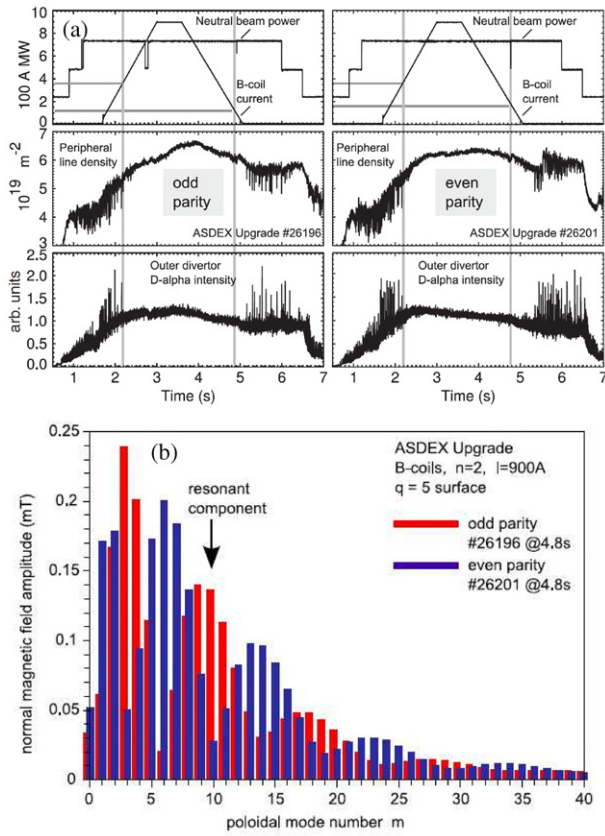 (a)
Neutral beam power
Neutral beam power
100 A MW
10
8
6
4
2
0
B-coil
current
B-coil
current
10^19 m-2
7
6
5
4
3
Peripheral
line density
odd
parity
ASDEX Upgrade #26196
Peripheral
line density
even
parity
ASDEX Upgrade #26201
arb. units
2.5
2.0
1.5
1.0
0.5
0.0
Outer divertor
D-alpha intensity
Outer divertor
D-alpha intensity
1 2 3 4 5 6 7
1 2 3 4 5 6 7
Time (s)
Time (s)
(b)
normal magnetic field amplitude (mT)
0.25
0.2
0.15
0.1
0.05
0
resonant
component
ASDEX Upgrade
B-coils, n=2, I=900A
q = 5 surface
odd parity
#26196 @4.8s
even parity
#26201 @4.8s
0 5 10 15 20 25 30 35 40
poloidal mode number m